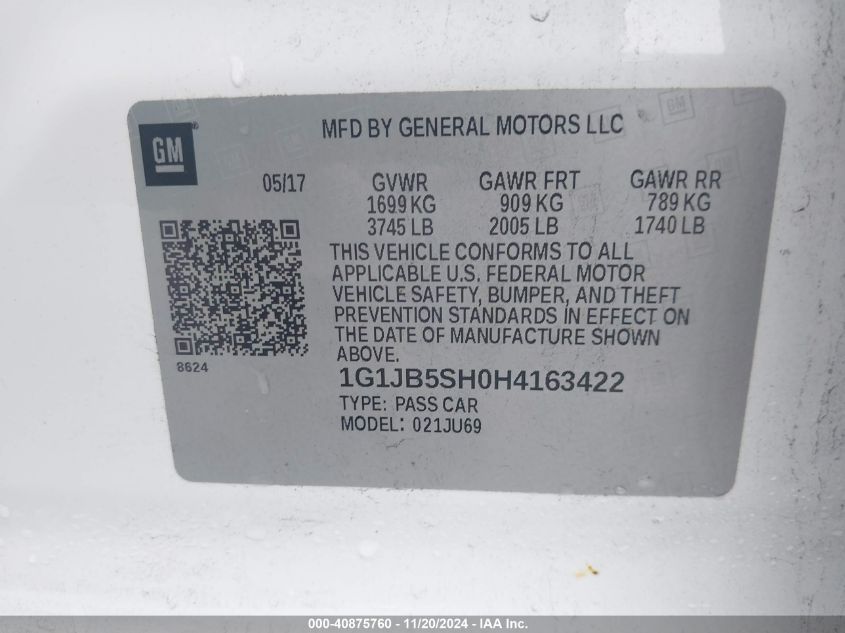 GM
MFD BY GENERAL MOTORS LLC
05/17 GVWR GAWR FRT GAWR RR
1699 KG 909 KG 789 KG
3745 LB 2005 LB 1740 LB
THIS VEHICLE CONFORMS TO ALL
APPLICABLE U.S. FEDERAL MOTOR
VEHICLE SAFETY, BUMPER, AND THEFT
PREVENTION STANDARDS IN EFFECT ON
THE DATE OF MANUFACTURE SHOWN
ABOVE.
8624
1G1JB5SH0H4163422
TYPE: PASS CAR
MODEL: 021JU69
000-40875760 - 11/20/2024 - IAA Inc.